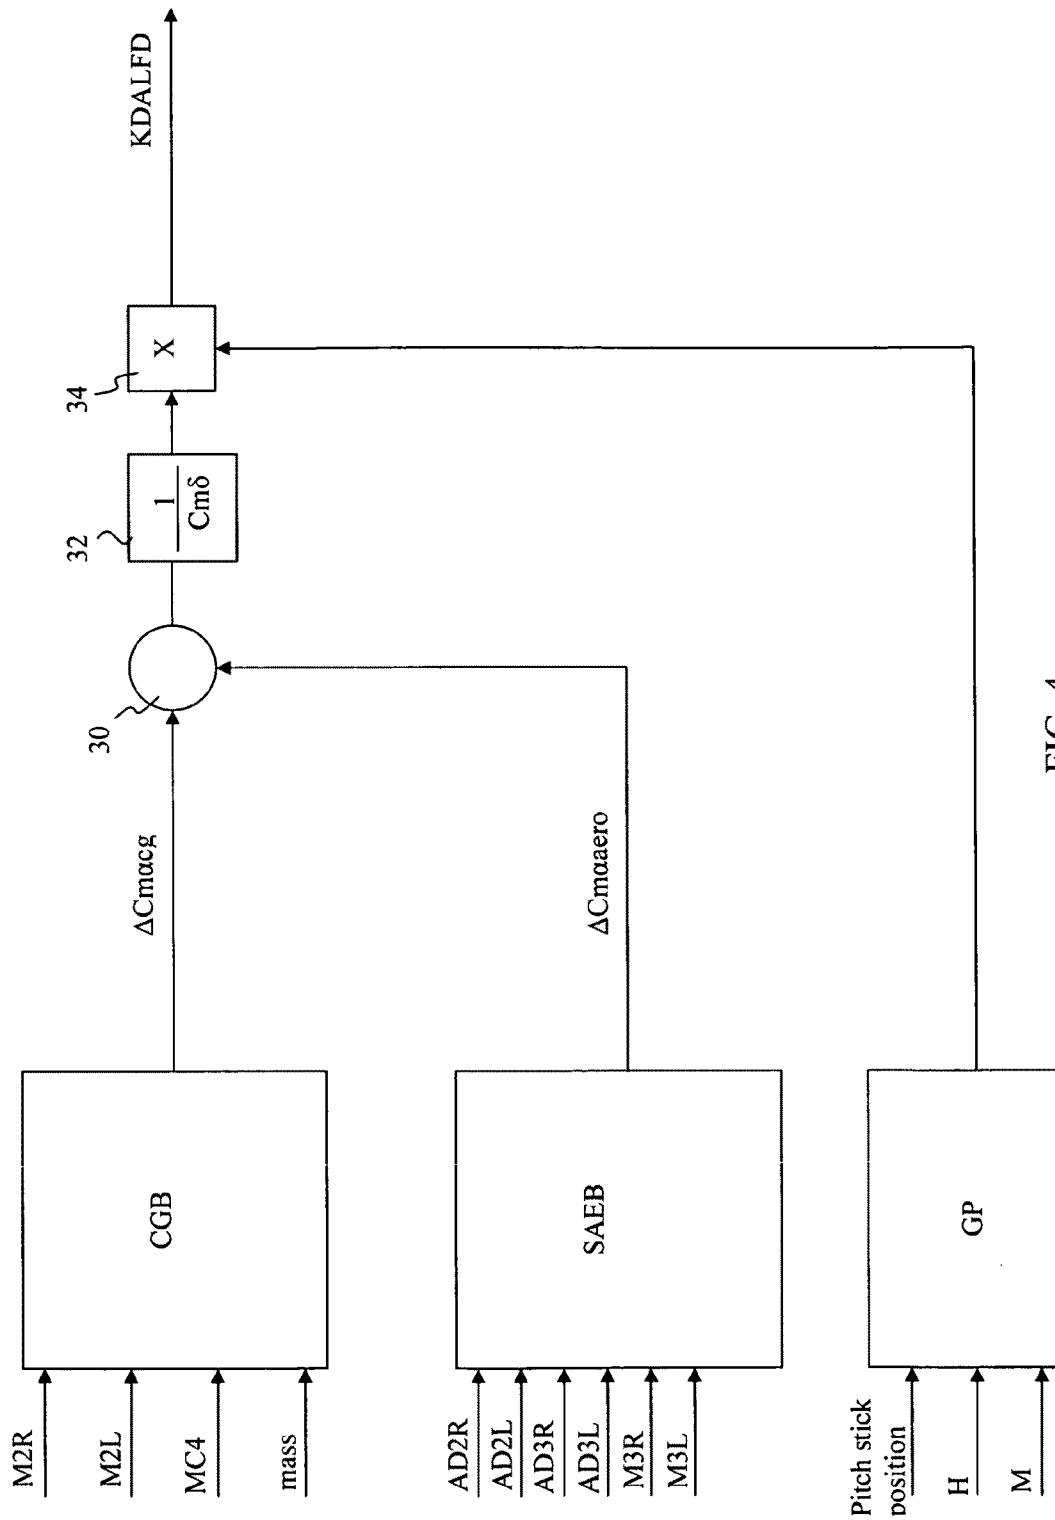 M2R
M2L
MC4
mass
CGB
ΔCmαcg
30
32
1
Cmδ
34
X
KDALFD
AD2R
AD2L
AD3R
AD3L
M3R
M3L
SAEB
ΔCmαaero
Pitch stick
position
H
M
GP